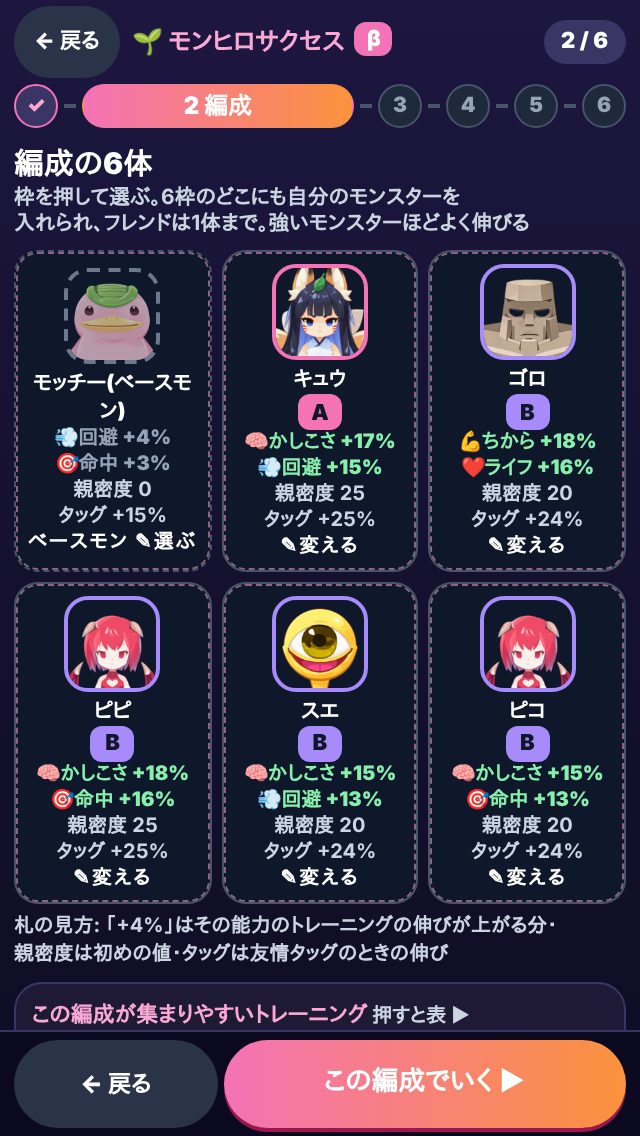 ← 戻る
🌱 モンヒロサクセス β
2 / 6
✓ 2 編成 3 4 5 6
編成の6体
枠を押して選ぶ。6枠のどこにも自分のモンスターを
入れられ、フレンドは1体まで。強いモンスターほどよく伸びる
モッチー(ベースモ
ン)
💨回避 +4%
🎯命中 +3%
親密度 0
タッグ +15%
ベースモン ✎選ぶ
キュウ
A
🧠かしこさ +17%
💨回避 +15%
親密度 25
タッグ +25%
✎変える
ゴロ
B
💪ちから +18%
❤️ライフ +16%
親密度 20
タッグ +24%
✎変える
ピピ
B
🧠かしこさ +18%
🎯命中 +16%
親密度 25
タッグ +25%
✎変える
スエ
B
🧠かしこさ +15%
💨回避 +13%
親密度 20
タッグ +24%
✎変える
ピコ
B
🧠かしこさ +15%
🎯命中 +13%
親密度 20
タッグ +24%
✎変える
札の見方: 「+4%」はその能力のトレーニングの伸びが上がる分・
親密度は初めの値・タッグは友情タッグのときの伸び
この編成が集まりやすいトレーニング 押すと表 ▶
← 戻る
この編成でいく ▶